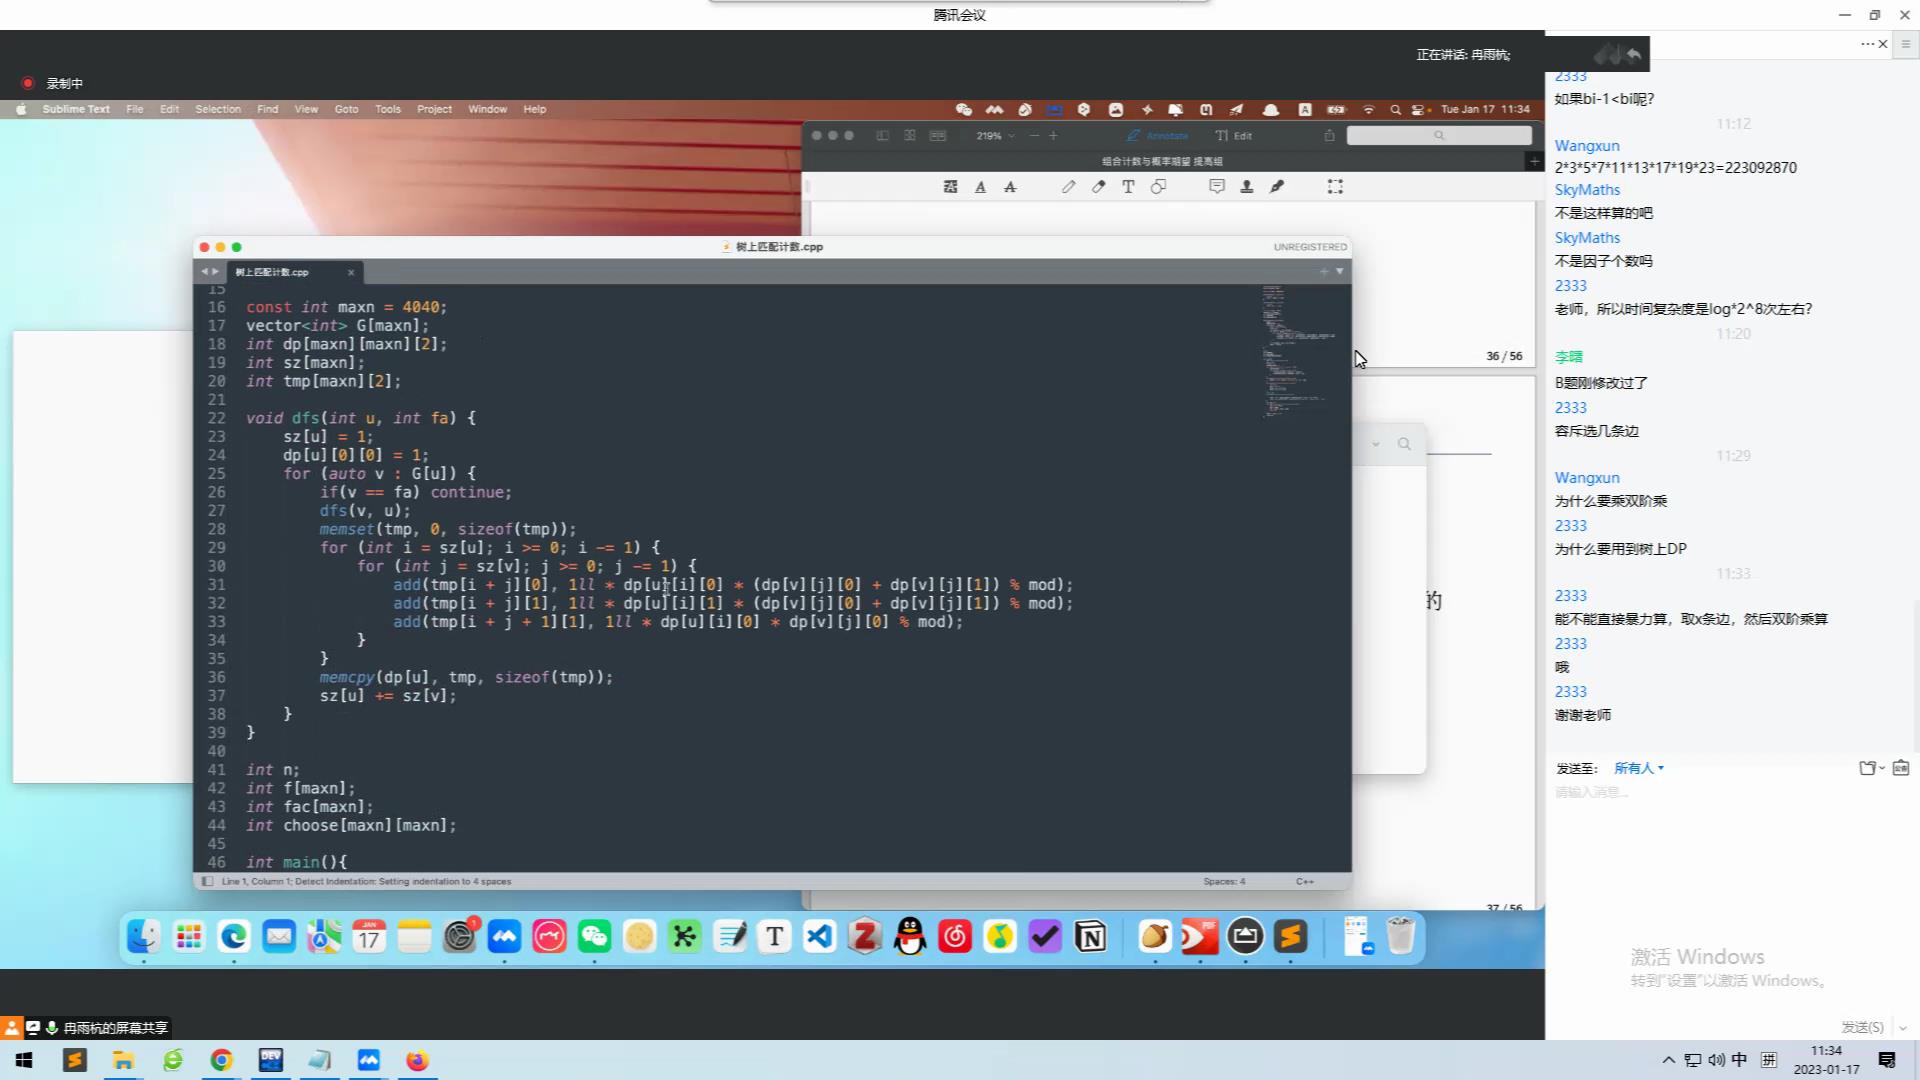 腾讯会议
正在讲话: 冉雨杭;
录制中
Sublime Text File Edit Selection Find View Goto Tools Project Window Help
Tue Jan 17 11:34
219%
Annotate
Edit
组合计数与概率期望 提高组
36 / 56
的
37 / 56
树上匹配计数.cpp
UNREGISTERED
树上匹配计数.cpp
15
16 const int maxn = 4040;
17 vector<int> G[maxn];
18 int dp[maxn][maxn][2];
19 int sz[maxn];
20 int tmp[maxn][2];
21
22 void dfs(int u, int fa) {
23 sz[u] = 1;
24 dp[u][0][0] = 1;
25 for (auto v : G[u]) {
26 if(v == fa) continue;
27 dfs(v, u);
28 memset(tmp, 0, sizeof(tmp));
29 for (int i = sz[u]; i >= 0; i -= 1) {
30 for (int j = sz[v]; j >= 0; j -= 1) {
31 add(tmp[i + j][0], 1ll * dp[u][i][0] * (dp[v][j][0] + dp[v][j][1]) % mod);
32 add(tmp[i + j][1], 1ll * dp[u][i][1] * (dp[v][j][0] + dp[v][j][1]) % mod);
33 add(tmp[i + j + 1][1], 1ll * dp[u][i][0] * dp[v][j][0] % mod);
34 }
35 }
36 memcpy(dp[u], tmp, sizeof(tmp));
37 sz[u] += sz[v];
38 }
39 }
40
41 int n;
42 int f[maxn];
43 int fac[maxn];
44 int choose[maxn][maxn];
45
46 int main(){
Line 1, Column 1; Detect Indentation: Setting indentation to 4 spaces
Spaces: 4
C++
JAN
17
冉雨杭的屏幕共享
2333
如果bi-1<bi呢?
11:12
Wangxun
2*3*5*7*11*13*17*19*23=223092870
SkyMaths
不是这样算的吧
SkyMaths
不是因子个数吗
2333
老师，所以时间复杂度是log*2^8次左右?
11:20
李曙
B题刚修改过了
2333
容斥选几条边
11:29
Wangxun
为什么要乘双阶乘
2333
为什么要用到树上DP
11:33
2333
能不能直接暴力算，取x条边，然后双阶乘算
2333
哦
2333
谢谢老师
发送至: 所有人
请输入消息...
激活 Windows
转到"设置"以激活 Windows。
发送(S)
DEV
中
拼
11:34
2023-01-17